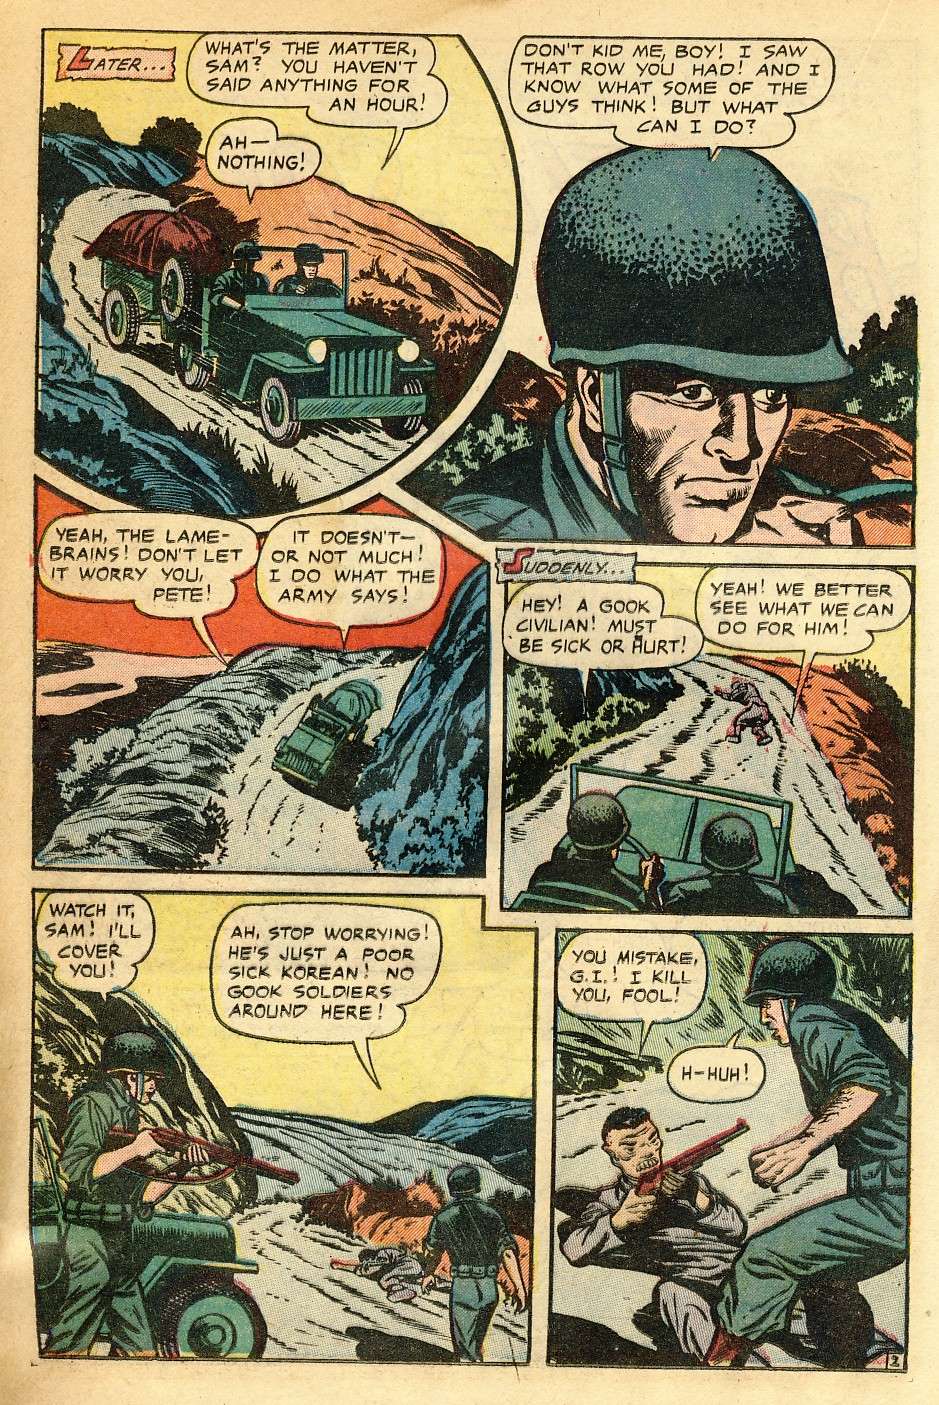 LATER...
WHAT'S THE MATTER,
SAM? YOU HAVEN'T
SAID ANYTHING FOR
AN HOUR!
AH—
NOTHING!
DON'T KID ME, BOY! I SAW
THAT ROW YOU HAD! AND I
KNOW WHAT SOME OF THE
GUYS THINK! BUT WHAT
CAN I DO?
YEAH, THE LAME-
BRAINS! DON'T LET
IT WORRY YOU,
PETE!
IT DOESN'T—
OR NOT MUCH!
I DO WHAT THE
ARMY SAYS!
SUDDENLY...
HEY! A GOOK
CIVILIAN! MUST
BE SICK OR HURT!
YEAH! WE BETTER
SEE WHAT WE CAN
DO FOR HIM!
WATCH IT,
SAM! I'LL
COVER
YOU!
AH, STOP WORRYING!
HE'S JUST A POOR
SICK KOREAN! NO
GOOK SOLDIERS
AROUND HERE!
YOU MISTAKE,
G.I.! I KILL
YOU, FOOL!
H-HUH!
2